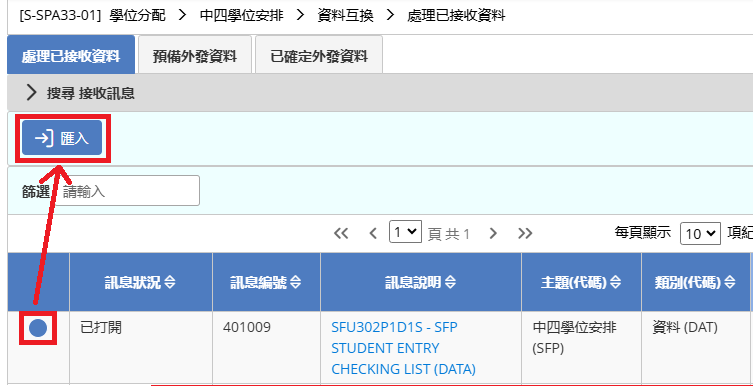 [S-SPA33-01] 學位分配 > 中四學位安排 > 資料互換 > 處理已接收資料
處理已接收資料 預備外發資料 已確定外發資料
搜尋 接收訊息
匯入
篩選 請輸入
1 頁 共 1 每頁顯示 10 項紀
訊息狀況 訊息編號 訊息說明 主題(代碼) 類別(代碼)
已打開 401009 SFU302P1D1S - SFP 中四學位安排 資料 (DAT)
STUDENT ENTRY (SFP)
CHECKING LIST (DATA)